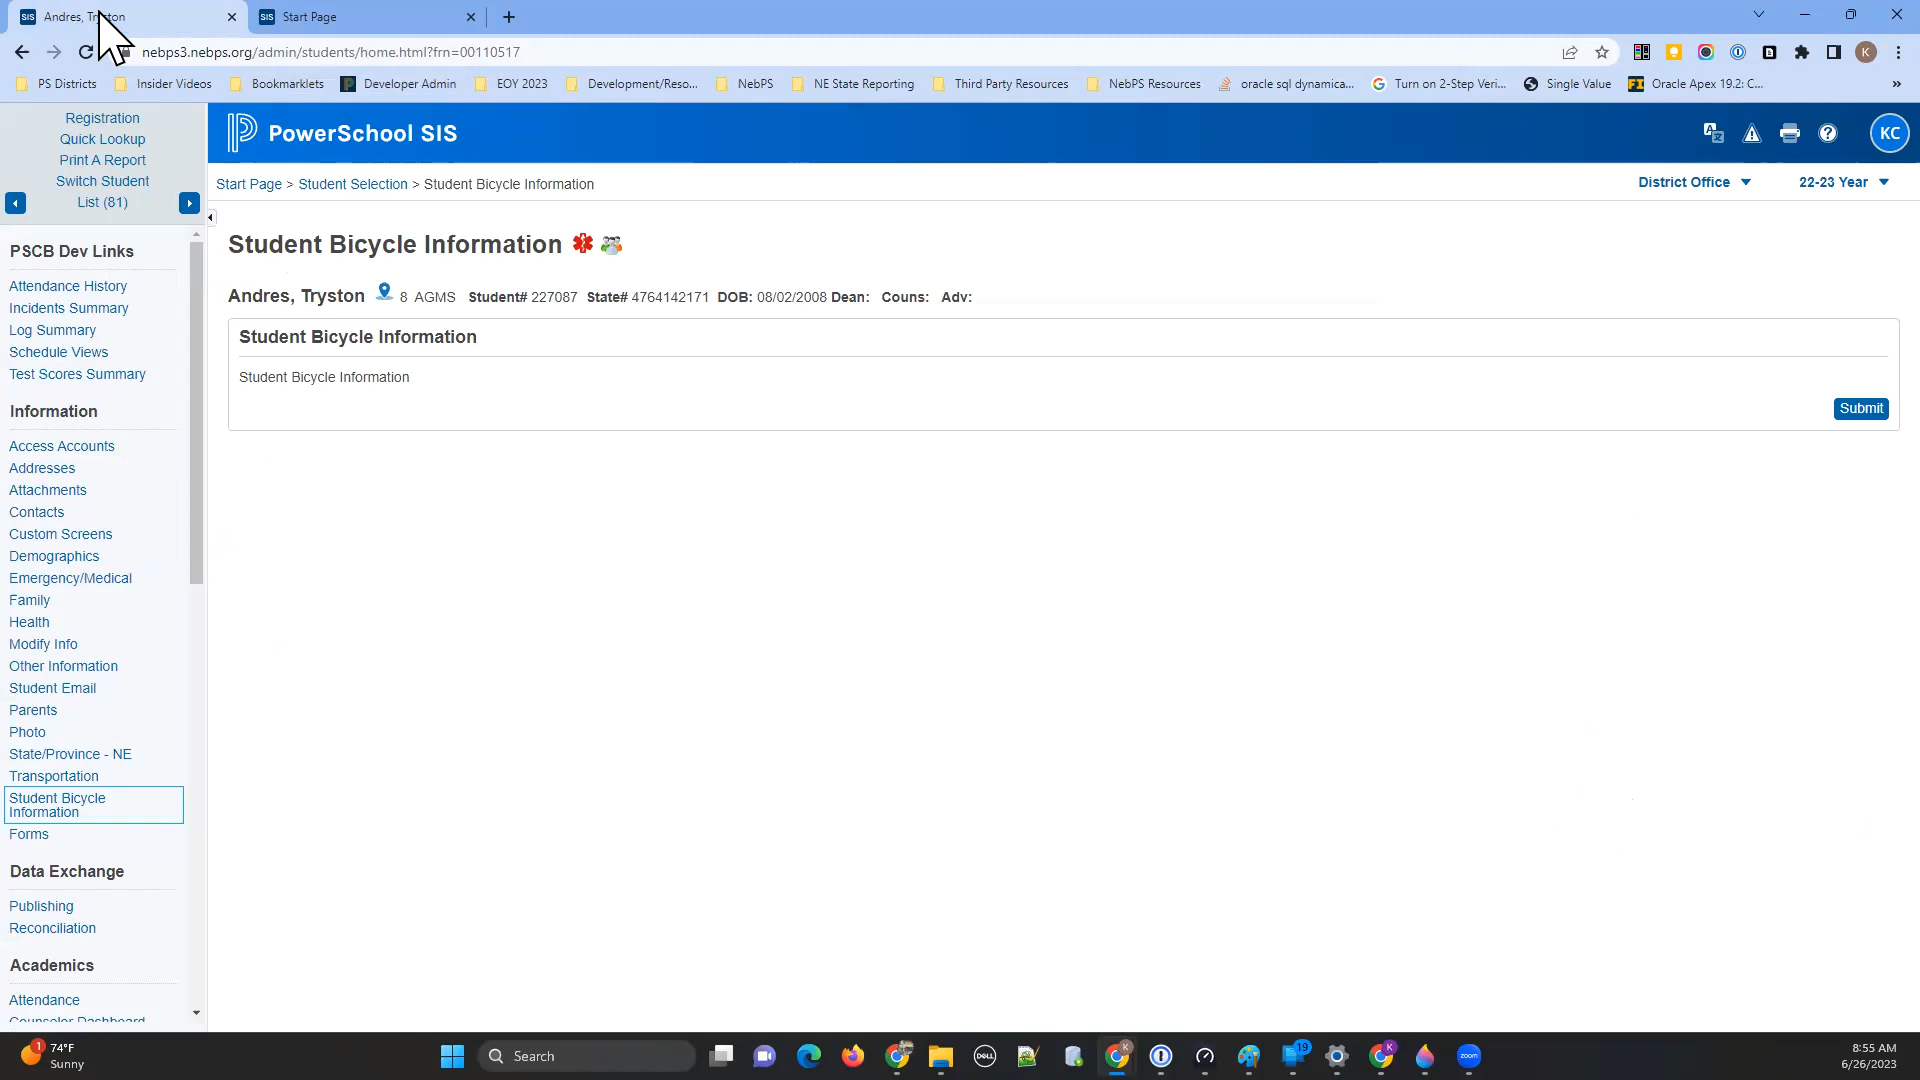 Andres, Tryston
Start Page
nebps3.nebps.org/admin/students/home.html?frn=00110517
PS Districts
Insider Videos
Bookmarklets
Developer Admin
EOY 2023
Development/Reso...
NebPS
NE State Reporting
Third Party Resources
NebPS Resources
oracle sql dynamica...
Turn on 2-Step Veri...
Single Value
Oracle Apex 19.2: C...
»
Registration
Quick Lookup
Print A Report
Switch Student
List (81)
PowerSchool SIS
KC
Start Page > Student Selection > Student Bicycle Information
District Office
22-23 Year
PSCB Dev Links
Attendance History
Incidents Summary
Log Summary
Schedule Views
Test Scores Summary
Information
Access Accounts
Addresses
Attachments
Contacts
Custom Screens
Demographics
Emergency/Medical
Family
Health
Modify Info
Other Information
Student Email
Parents
Photo
State/Province - NE
Transportation
Student Bicycle
Information
Forms
Data Exchange
Publishing
Reconciliation
Academics
Attendance
Counselor Dashboard
Student Bicycle Information
Andres, Tryston 8 AGMS Student# 227087 State# 4764142171 DOB: 08/02/2008 Dean: Couns: Adv:
Student Bicycle Information
Student Bicycle Information
Submit
1
74°F
Sunny
Search
DELL
K
19
K
zoom
8:55 AM
6/26/2023